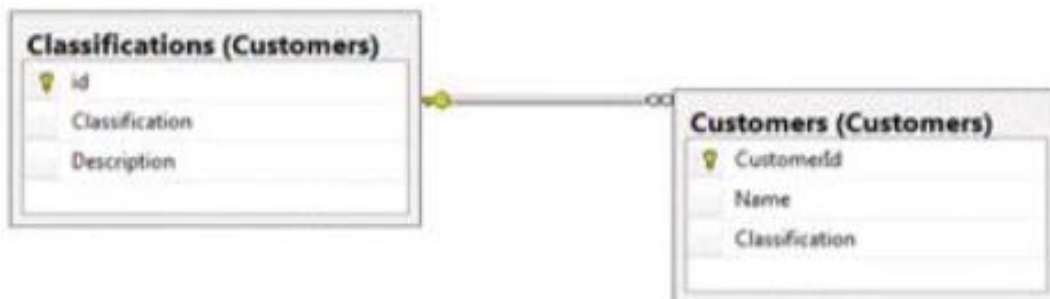 Classifications (Customers)
id
Classification
Description
Customers (Customers)
CustomerId
Name
Classification